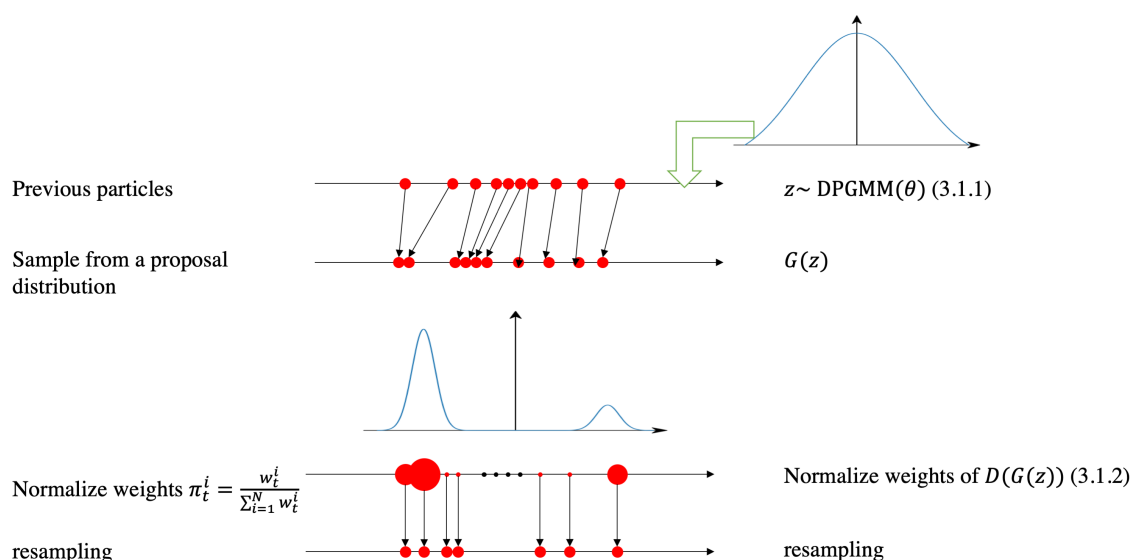 Previous particles
z~ DPGMM(θ) (3.1.1)
Sample from a proposal
distribution
G(z)
Normalize weights π_t^i = w_t^i / ∑_{i=1}^N w_t^i
Normalize weights of D(G(z)) (3.1.2)
resampling
resampling